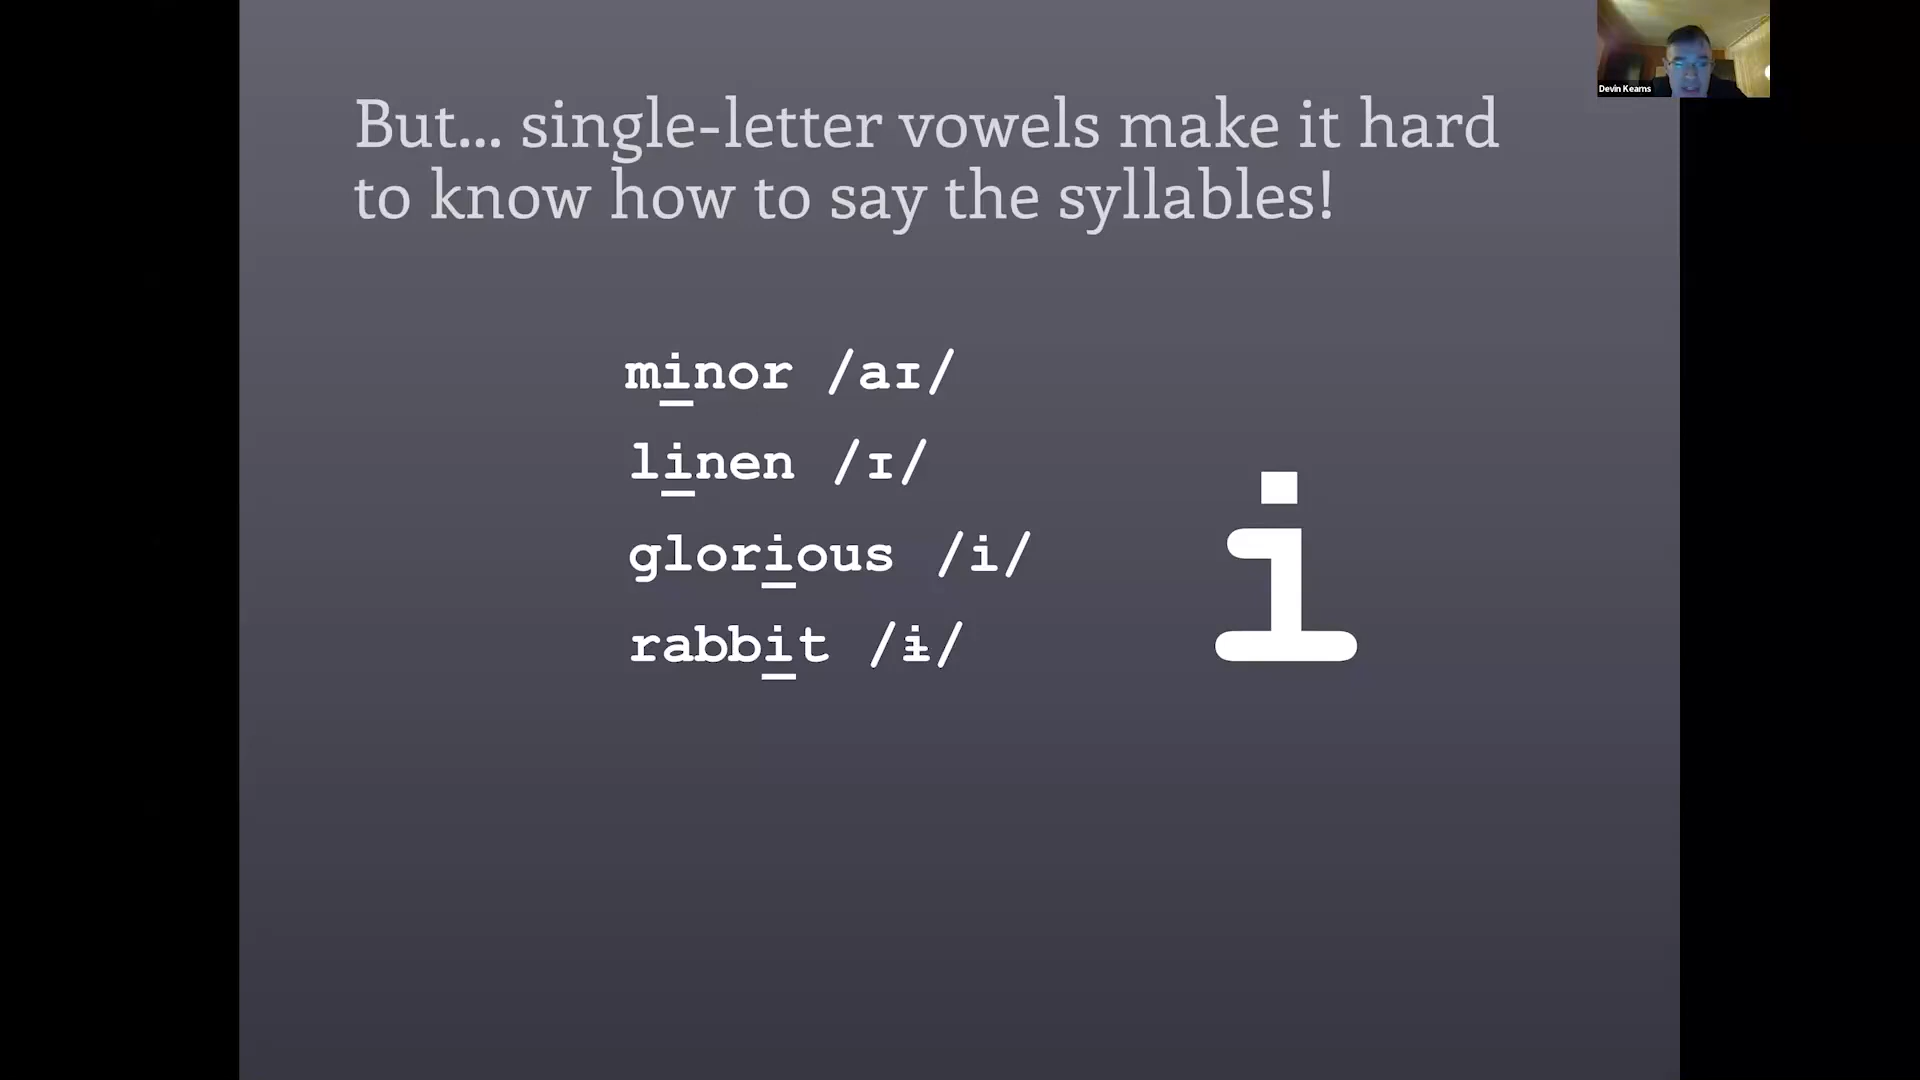 But... single-letter vowels make it hard
to know how to say the syllables!
minor /aɪ/
linen /ɪ/
glorious /i/
rabbit /ɨ/
i
Devin Kearns